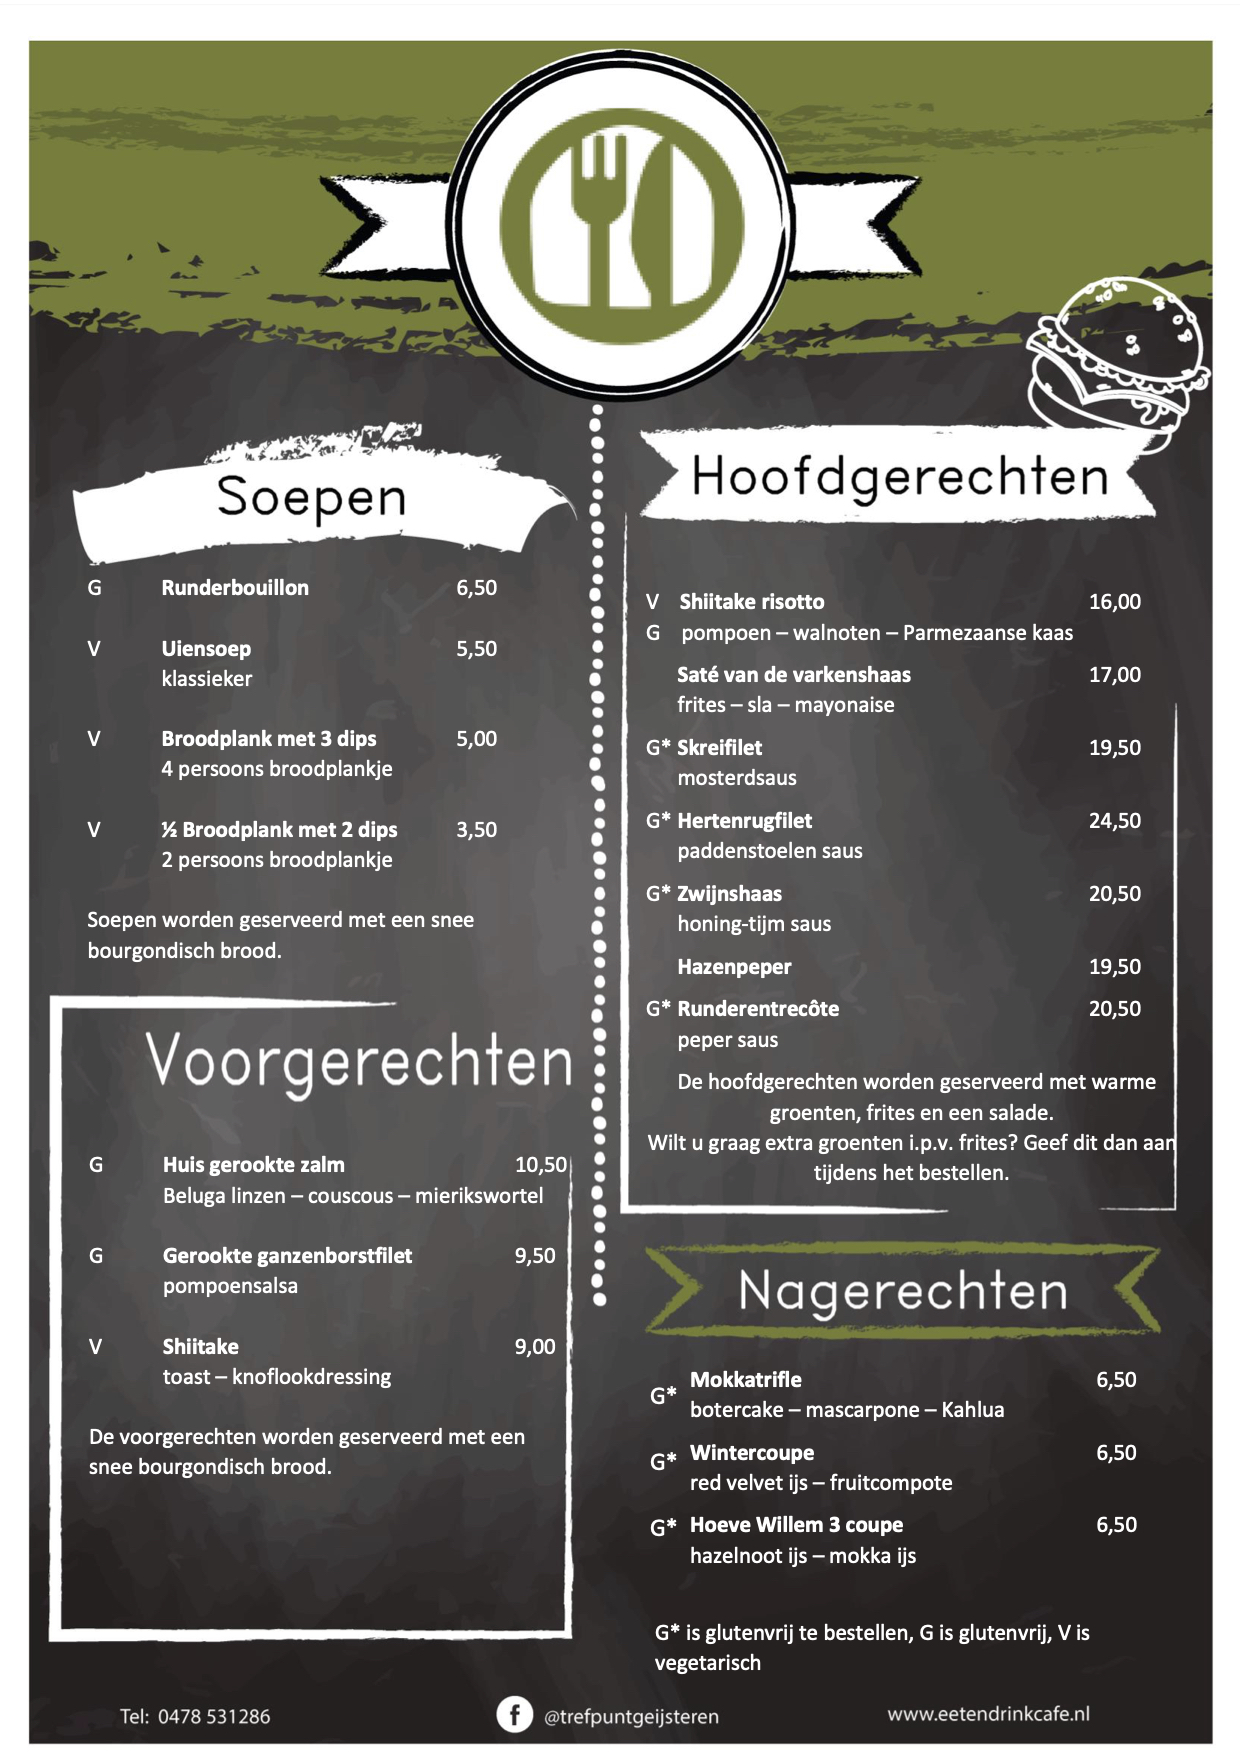 Soepen
G Runderbouillon 6,50
V Uiensoep 5,50
klassieker
V Broodplank met 3 dips 5,00
4 persoons broodplankje
V ½ Broodplank met 2 dips 3,50
2 persoons broodplankje
Soepen worden geserveerd met een snee
bourgondisch brood.
Voorgerechten
G Huis gerookte zalm 10,50
Beluga linzen – couscous – mierikswortel
G Gerookte ganzenborstfilet 9,50
pompoensalsa
V Shiitake 9,00
toast – knoflookdressing
De voorgerechten worden geserveerd met een
snee bourgondisch brood.
Hoofdgerechten
V Shiitake risotto 16,00
G pompoen – walnoten – Parmezaanse kaas
Saté van de varkenshaas 17,00
frites – sla – mayonaise
G* Skreifilet 19,50
mosterdsaus
G* Hertenrugfilet 24,50
paddenstoelen saus
G* Zwijnshaas 20,50
honing-tijm saus
Hazenpeper 19,50
G* Runderentrecôte 20,50
peper saus
De hoofdgerechten worden geserveerd met warme
groenten, frites en een salade.
Wilt u graag extra groenten i.p.v. frites? Geef dit dan aan
tijdens het bestellen.
Nagerechten
G* Mokkatrifle 6,50
botercake – mascarpone – Kahlua
G* Wintercoupe 6,50
red velvet ijs – fruitcompote
G* Hoeve Willem 3 coupe 6,50
hazelnoot ijs – mokka ijs
G* is glutenvrij te bestellen, G is glutenvrij, V is
vegetarisch
Tel: 0478 531286
f @trefpuntgeijsteren
www.eetendrinkcafe.nl